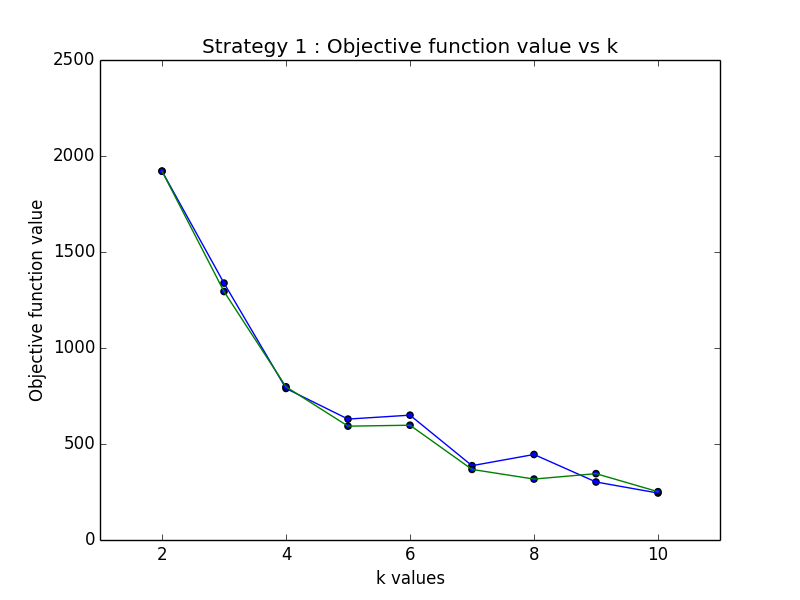 Strategy 1 : Objective function value vs k
2500
2000
1500
1000
500
0
Objective function value
2 4 6 8 10
k values